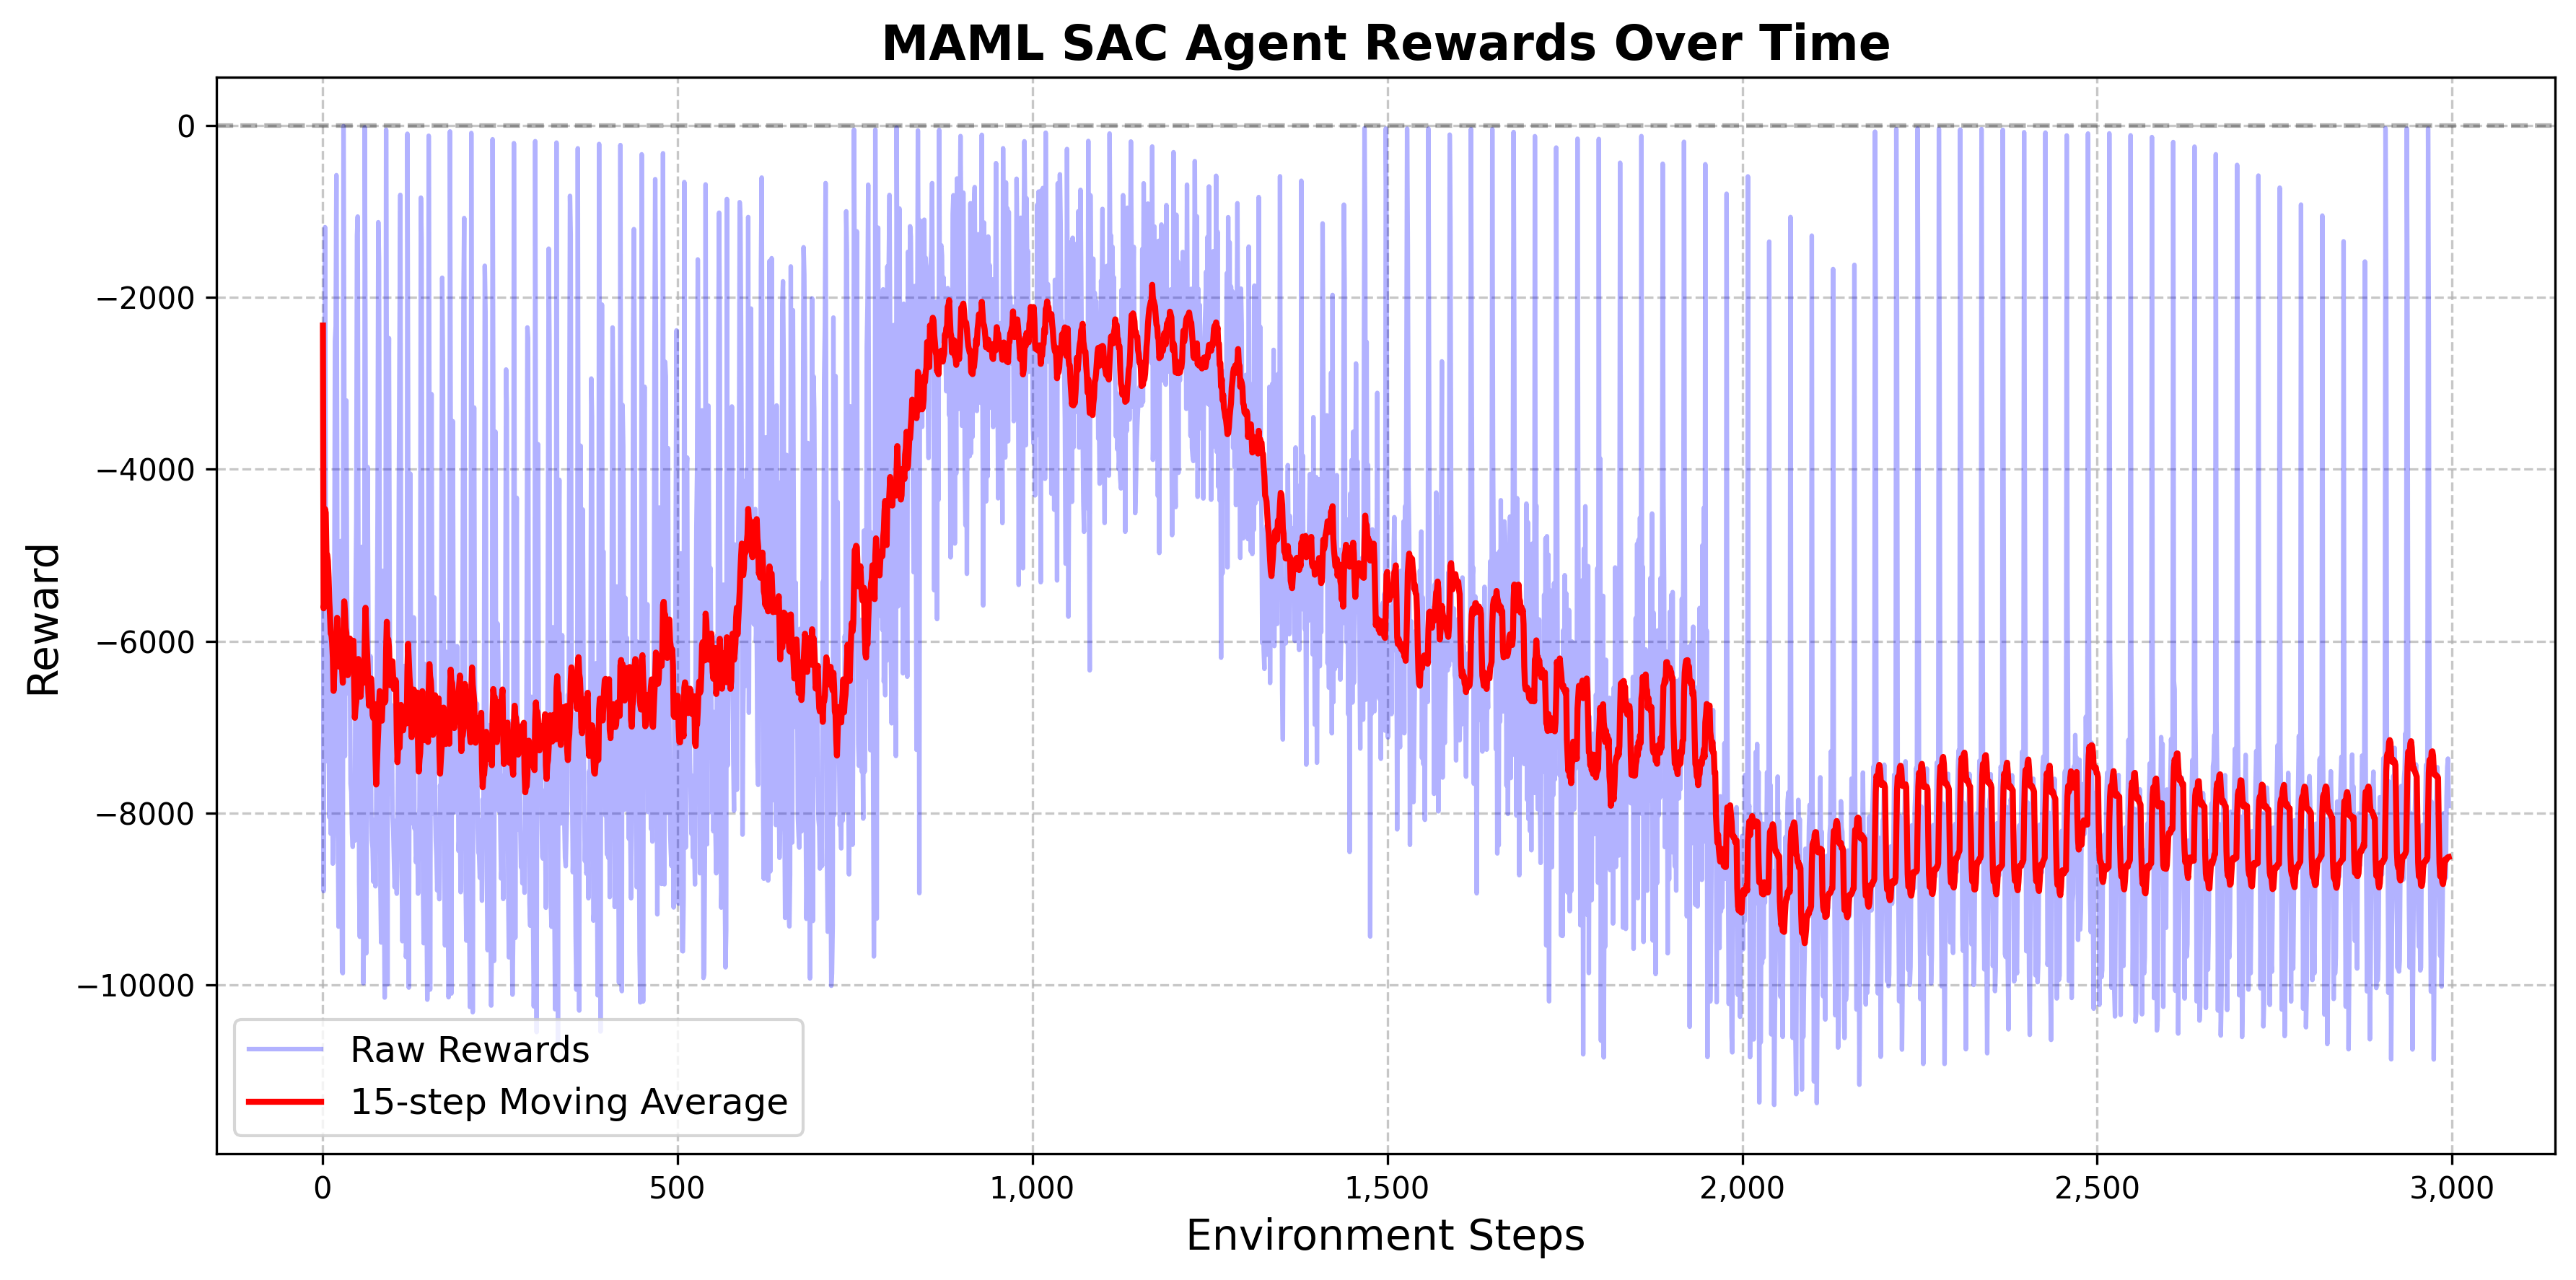 MAML SAC Agent Rewards Over Time
0
−2000
−4000
−6000
−8000
−10000
Reward
Raw Rewards
15-step Moving Average
0
500
1,000
1,500
2,000
2,500
3,000
Environment Steps